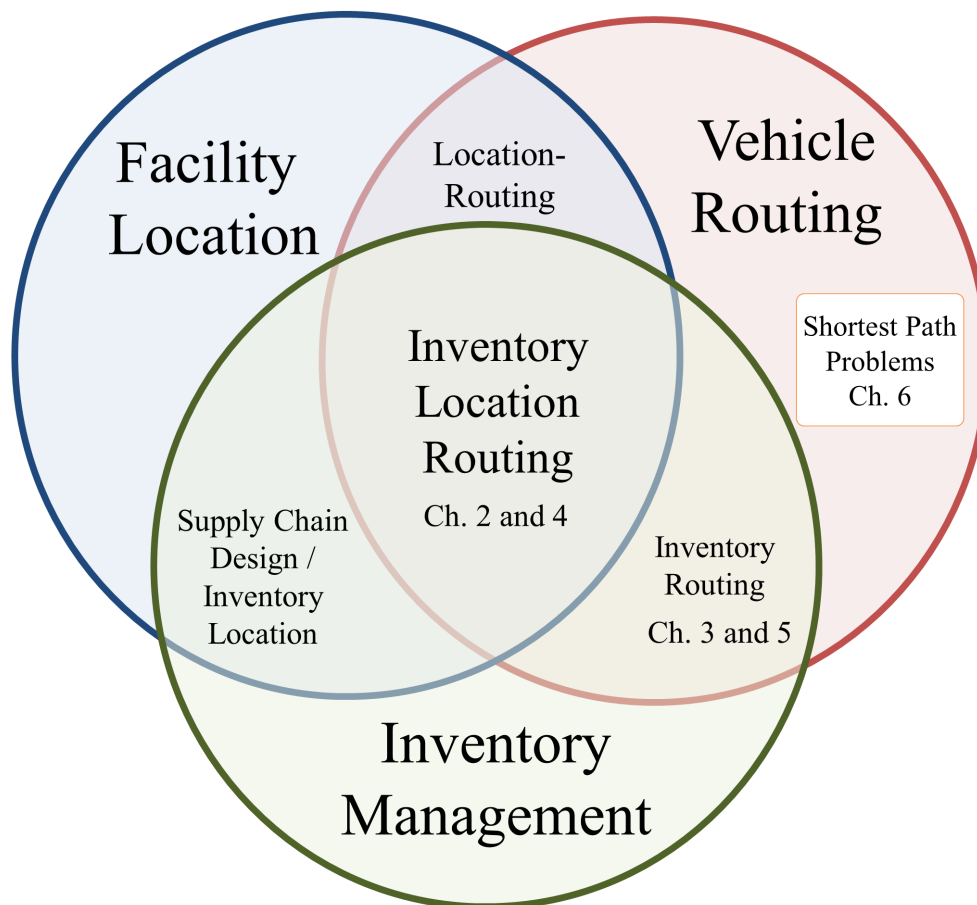 Facility
Location
Location-
Routing
Vehicle
Routing
Shortest Path
Problems
Ch. 6
Inventory
Location
Routing
Ch. 2 and 4
Supply Chain
Design /
Inventory
Location
Inventory
Routing
Ch. 3 and 5
Inventory
Management